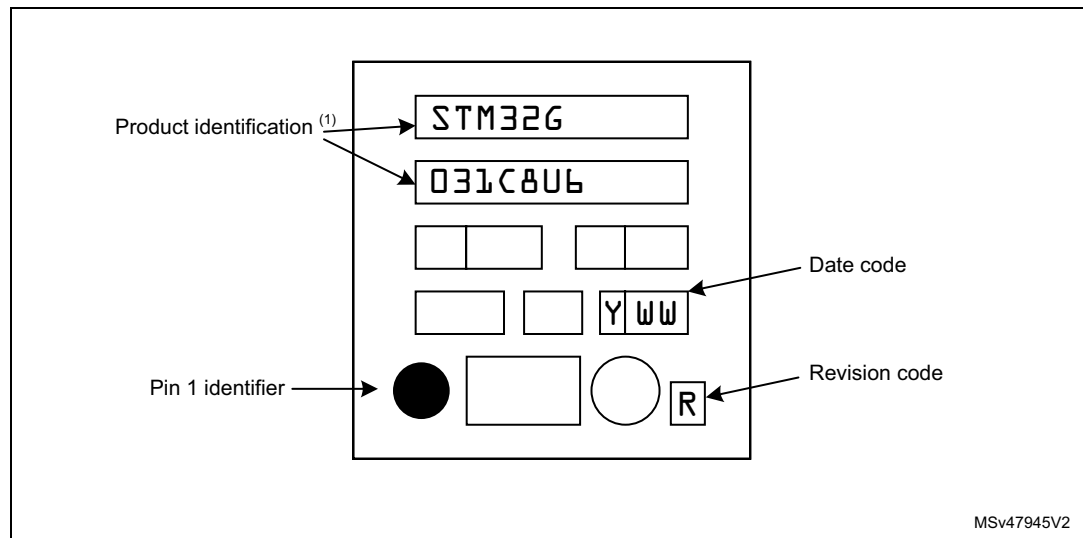 STM32G
Product identification (1)
031C8U6
Date code
Y WW
Revision code
Pin 1 identifier
R
MSv47945V2